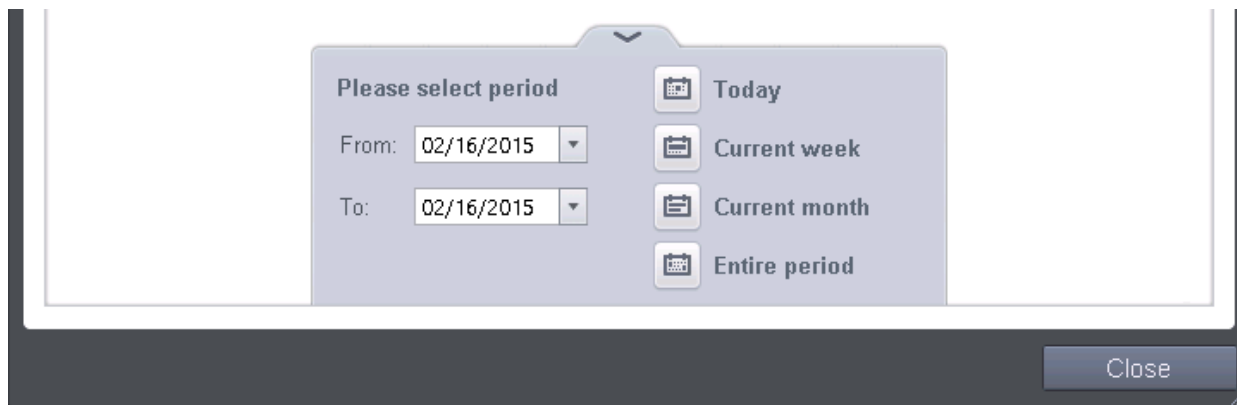 Please select period
From: 02/16/2015
To: 02/16/2015
Today
Current week
Current month
Entire period
Close